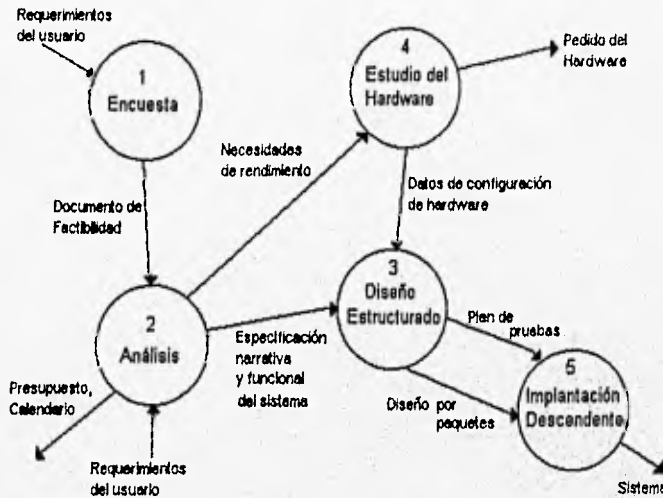 Requerimientos
del usuario
1
Encuesta
4
Estudio del
Hardware
Pedido del
Hardware
Necesidades
de rendimiento
Documento de
Factibilidad
Datos de configuración
de hardware
3
Diseño
Estructurado
2
Análisis
Especificación
narrativa
y funcional
del sistema
Plan de
pruebas
Presupuesto,
Calendario
Diseño por
paquetes
5
Implantación
Descendente
Requerimientos
del usuario
Sistema